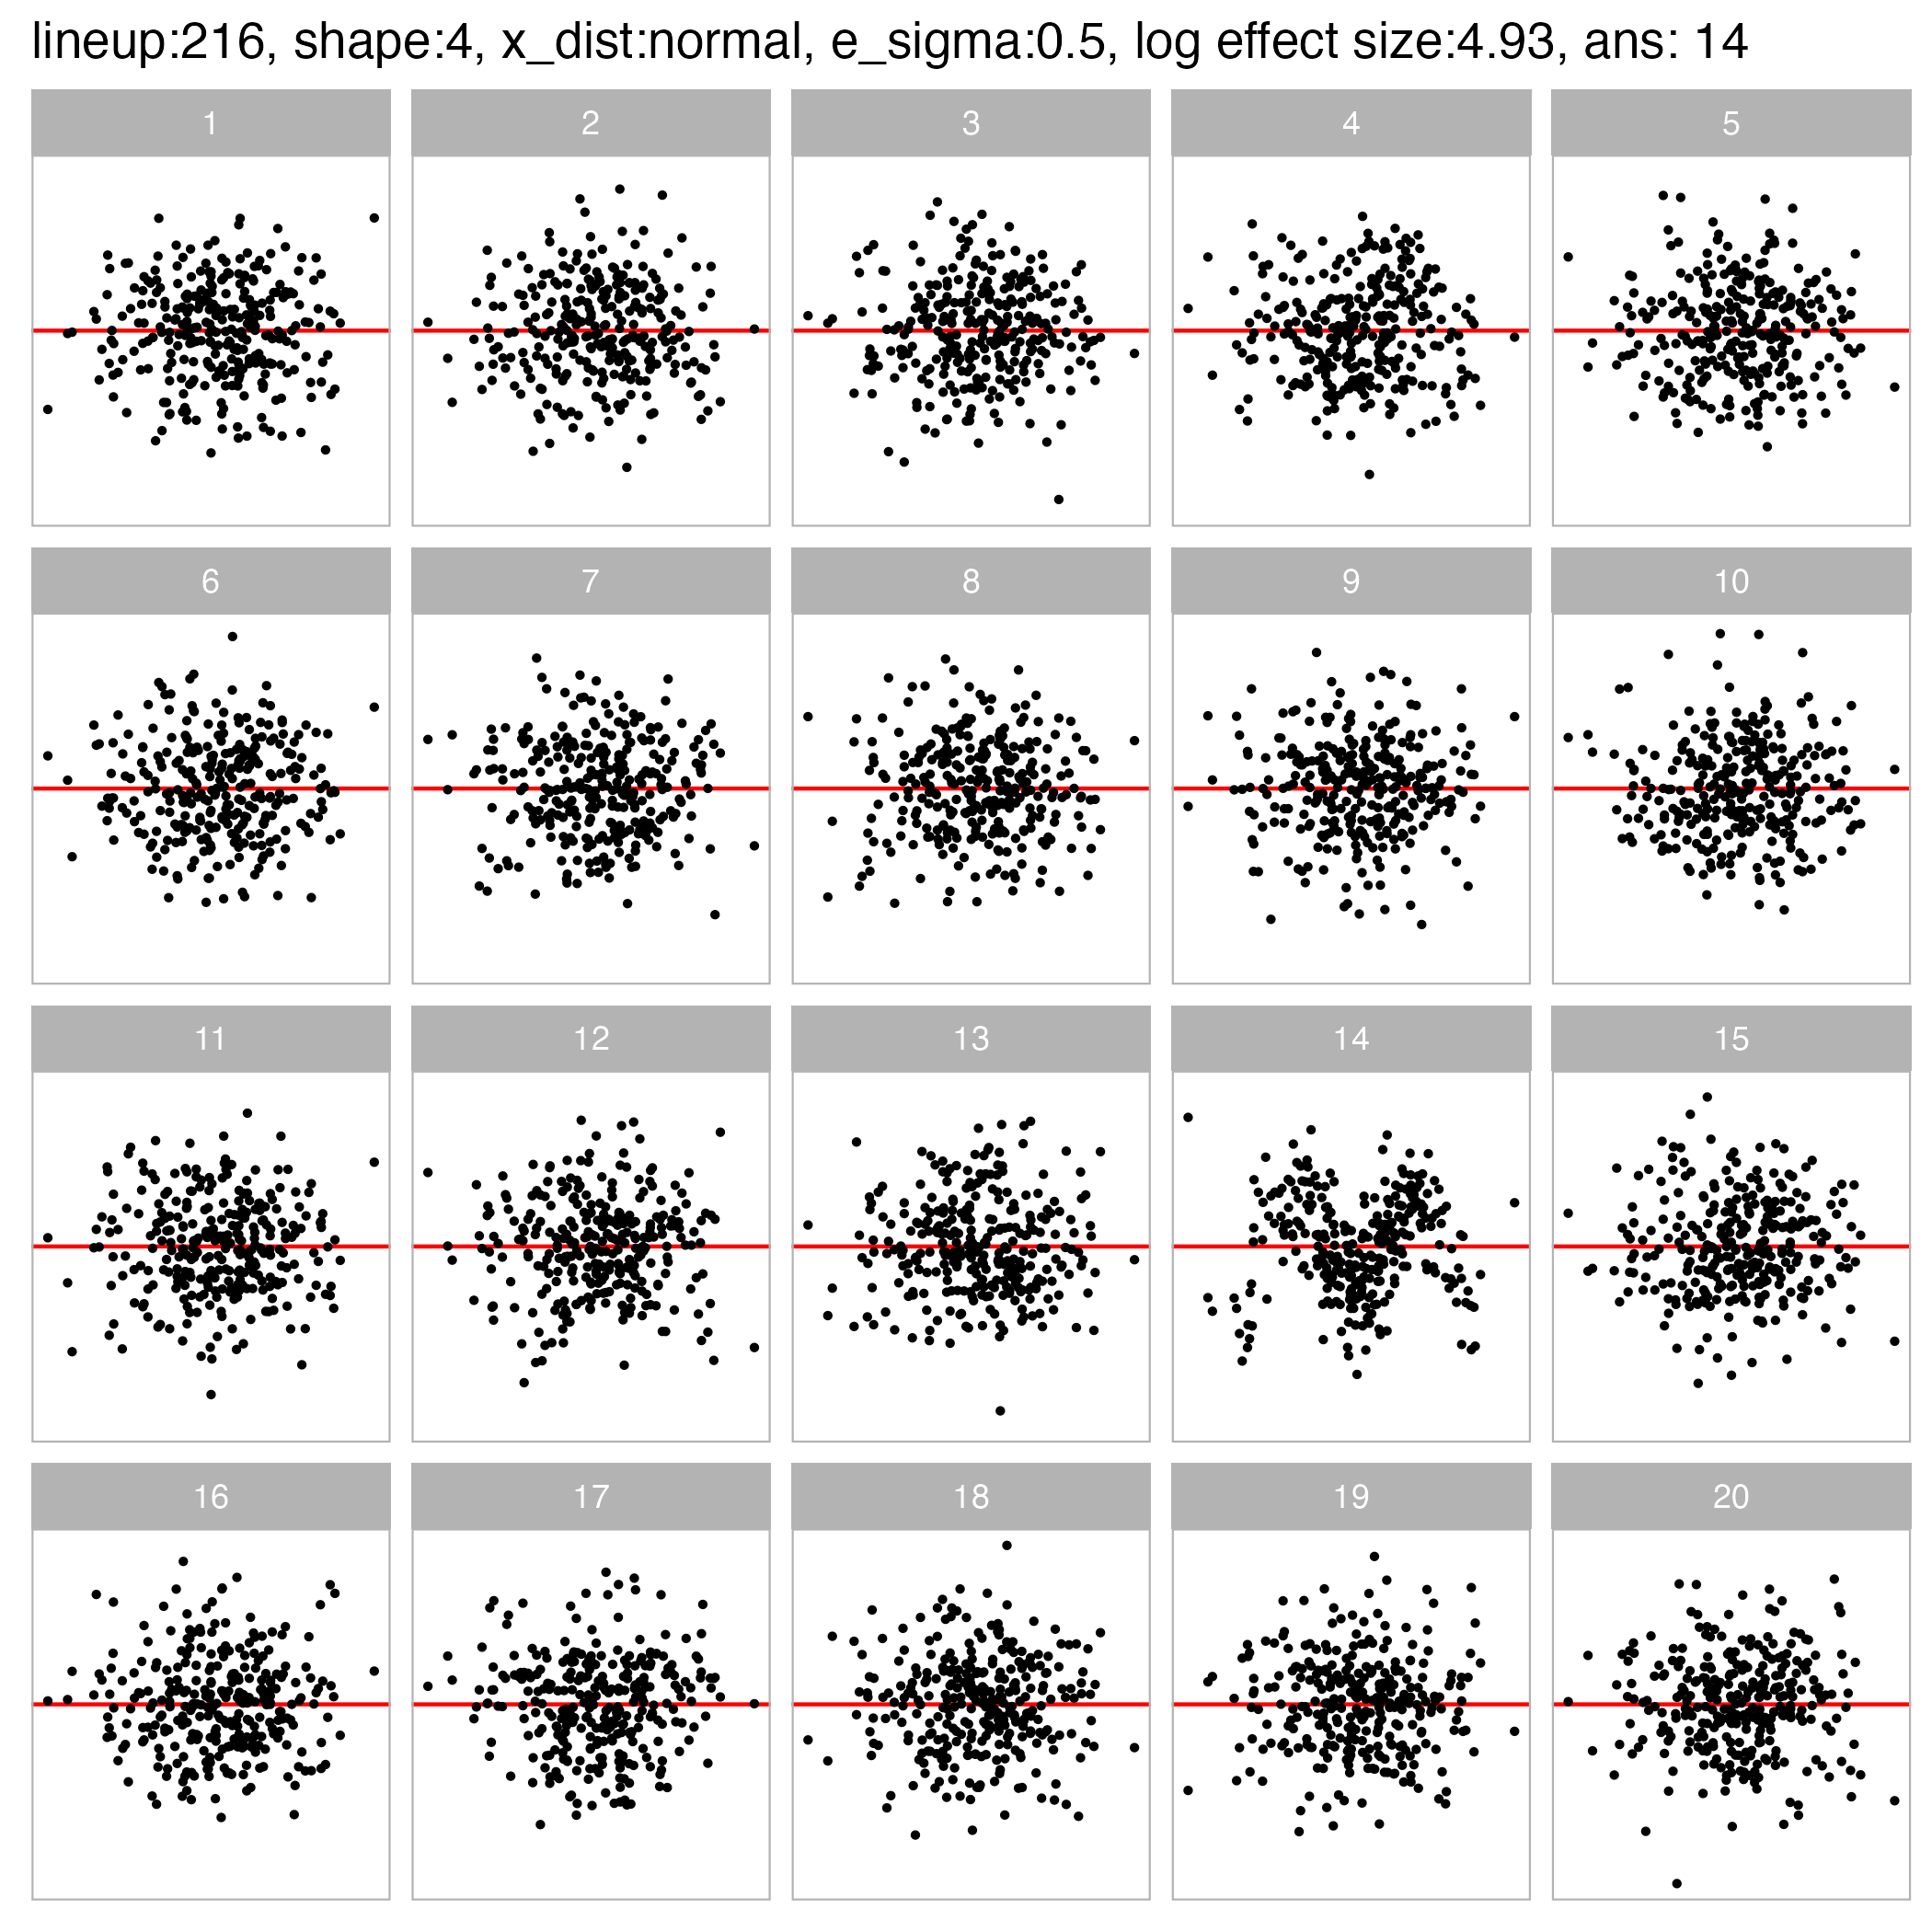 lineup:216, shape:4, x_dist:normal, e_sigma:0.5, log effect size:4.93, ans: 14
1 2 3 4 5
6 7 8 9 10
11 12 13 14 15
16 17 18 19 20